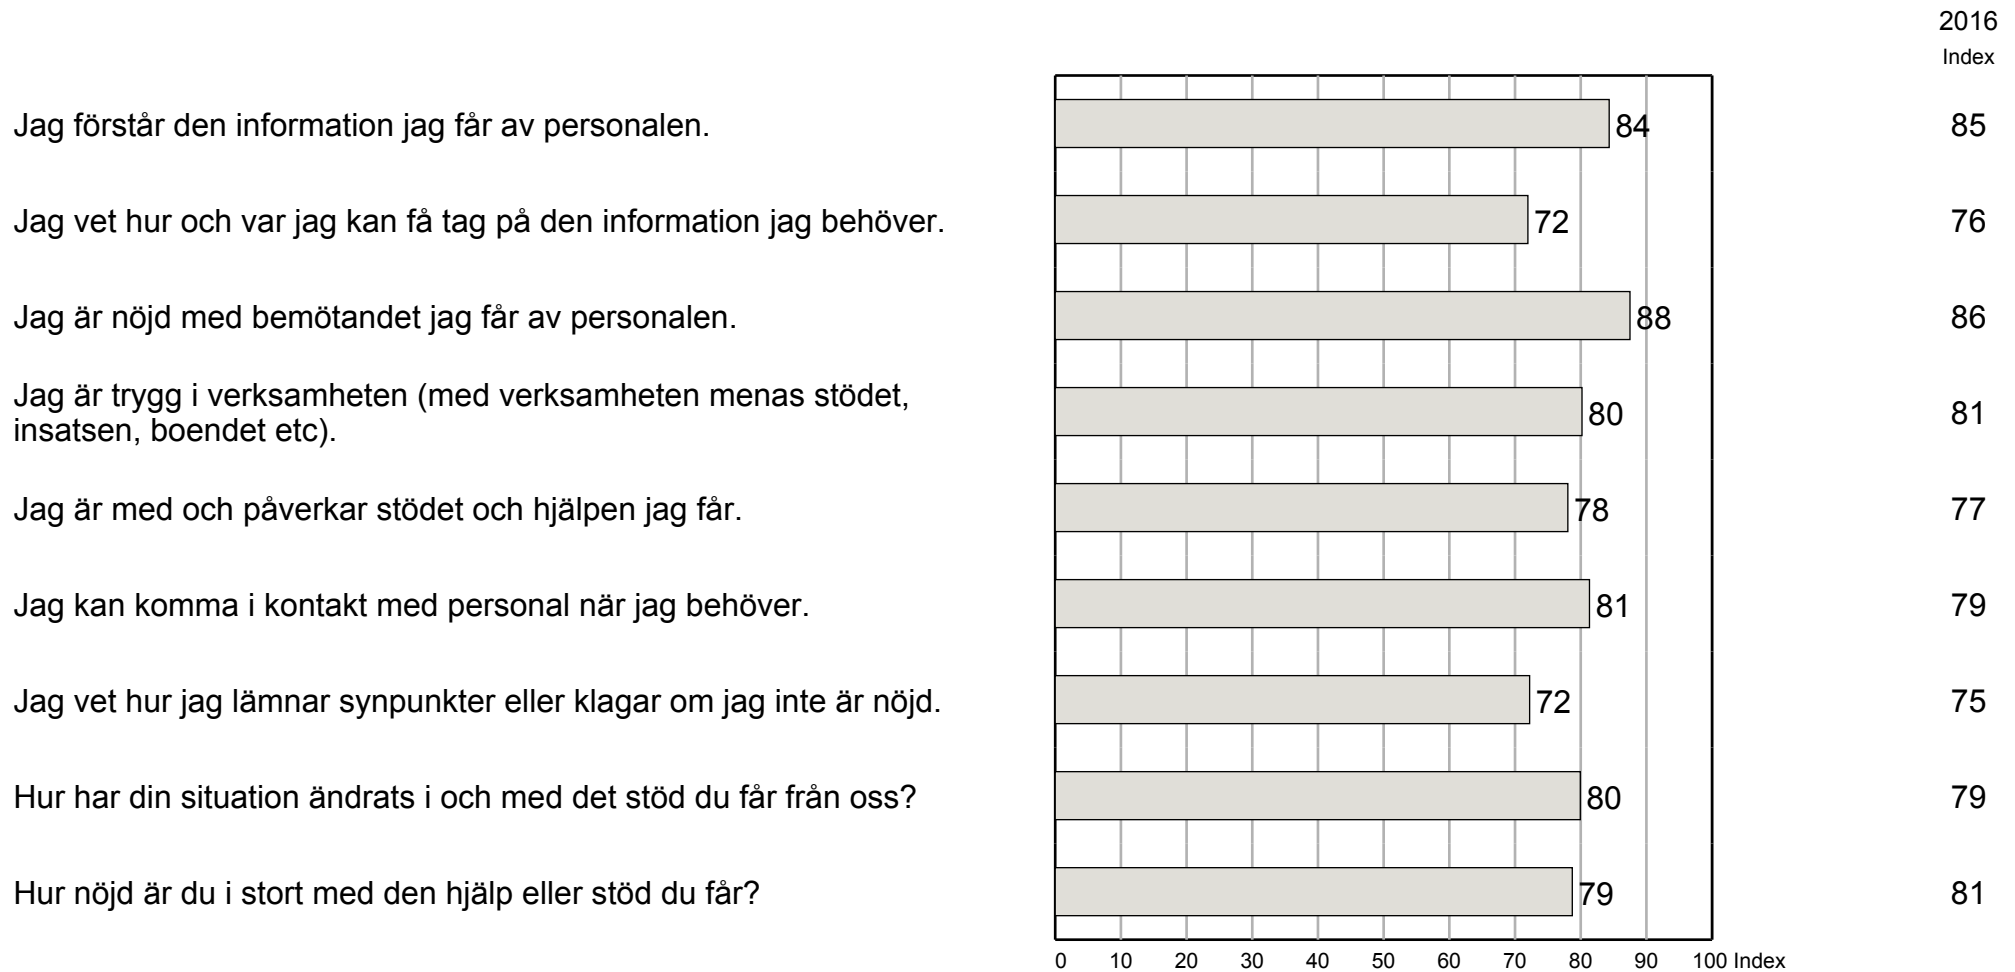 2016
Index
Jag förstår den information jag får av personalen. 84 85
Jag vet hur och var jag kan få tag på den information jag behöver. 72 76
Jag är nöjd med bemötandet jag får av personalen. 88 86
Jag är trygg i verksamheten (med verksamheten menas stödet,
insatsen, boendet etc). 80 81
Jag är med och påverkar stödet och hjälpen jag får. 78 77
Jag kan komma i kontakt med personal när jag behöver. 81 79
Jag vet hur jag lämnar synpunkter eller klagar om jag inte är nöjd. 72 75
Hur har din situation ändrats i och med det stöd du får från oss? 80 79
Hur nöjd är du i stort med den hjälp eller stöd du får? 79 81
0 10 20 30 40 50 60 70 80 90 100 Index